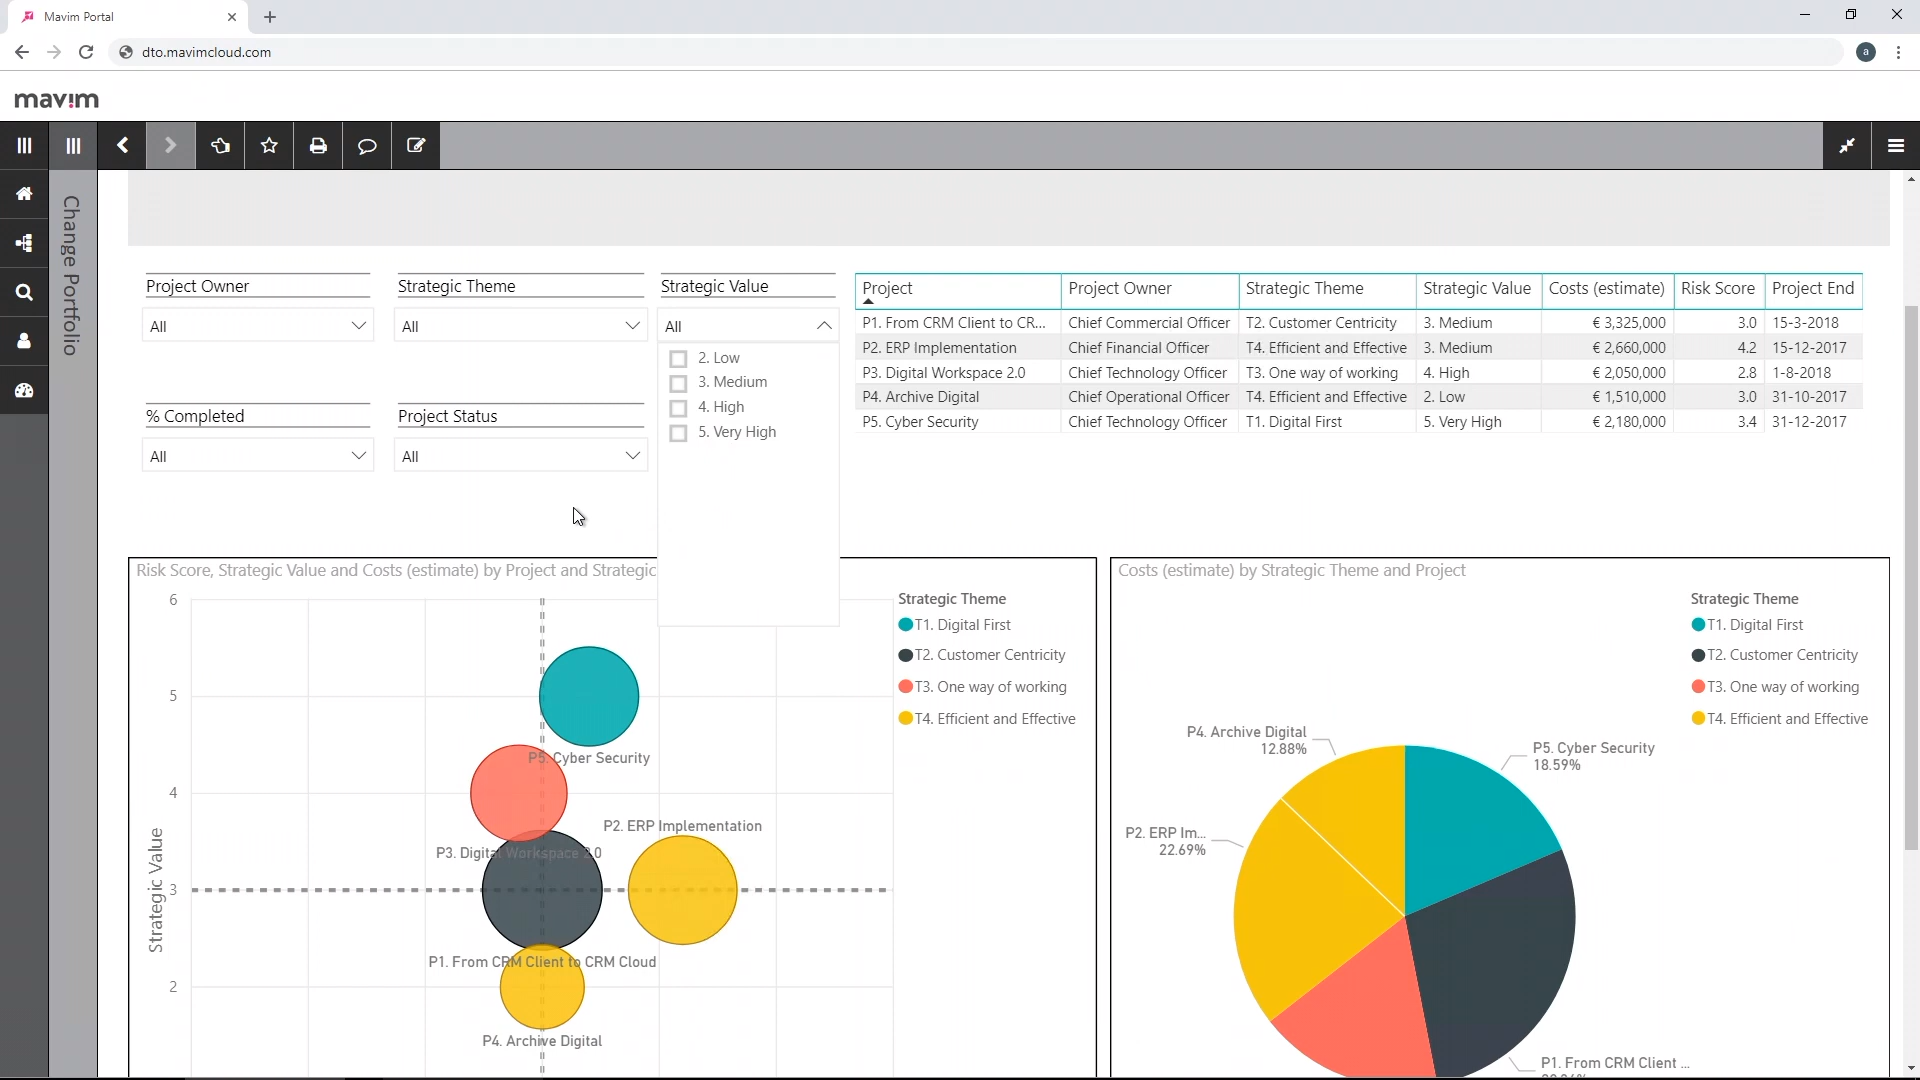 Mavim Portal
dto.mavimcloud.com
a
mavim
Change Portfolio
Project Owner
All
Strategic Theme
All
Strategic Value
All
2. Low
3. Medium
4. High
5. Very High
% Completed
All
Project Status
All
Project Project Owner Strategic Theme Strategic Value Costs (estimate) Risk Score Project End
P1. From CRM Client to CR... Chief Commercial Officer T2. Customer Centricity 3. Medium € 3,325,000 3.0 15-3-2018
P2. ERP Implementation Chief Financial Officer T4. Efficient and Effective 3. Medium € 2,660,000 4.2 15-12-2017
P3. Digital Workspace 2.0 Chief Technology Officer T3. One way of working 4. High € 2,050,000 2.8 1-8-2018
P4. Archive Digital Chief Operational Officer T4. Efficient and Effective 2. Low € 1,510,000 3.0 31-10-2017
P5. Cyber Security Chief Technology Officer T1. Digital First 5. Very High € 2,180,000 3.4 31-12-2017
Risk Score, Strategic Value and Costs (estimate) by Project and Strategic
6
5
4
3
2
Strategic Value
P5. Cyber Security
P2. ERP Implementation
P3. Digital Workspace 2.0
P1. From CRM Client to CRM Cloud
P4. Archive Digital
Strategic Theme
T1. Digital First
T2. Customer Centricity
T3. One way of working
T4. Efficient and Effective
Costs (estimate) by Strategic Theme and Project
Strategic Theme
T1. Digital First
T2. Customer Centricity
T3. One way of working
T4. Efficient and Effective
P4. Archive Digital
12.88%
P5. Cyber Security
18.59%
P2. ERP Im...
22.69%
P1. From CRM Client ...